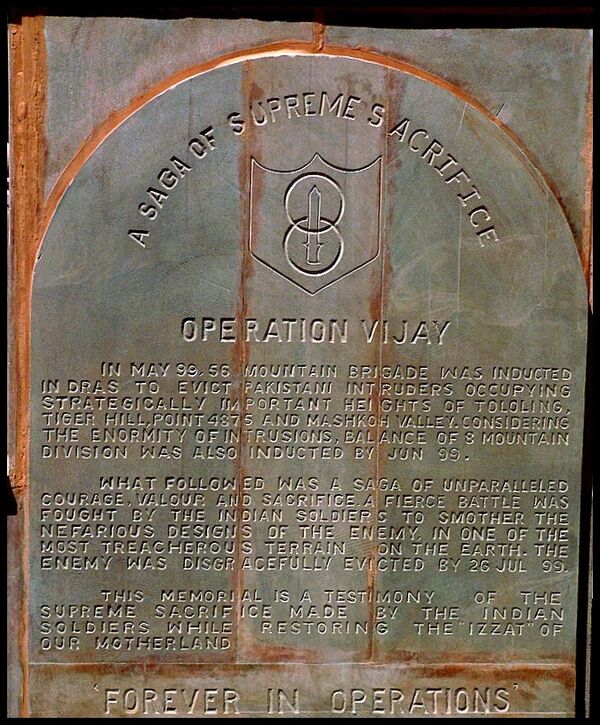 A SAGA OF SUPREME SACRIFICE
OPERATION VIJAY
IN MAY 99, 56 MOUNTAIN BRIGADE WAS INDUCTED
IN DRAS TO EVICT PAKISTANI INTRUDERS OCCUPYING
STRATEGICALLY IMPORTANT HEIGHTS OF TOLOLING,
TIGER HILL, POINT 4875 AND MASHKOH VALLEY. CONSIDERING
THE ENORMITY OF INTRUSIONS, BALANCE OF 8 MOUNTAIN
DIVISION WAS ALSO INDUCTED BY JUN 99.
WHAT FOLLOWED WAS A SAGA OF UNPARALLELED
COURAGE, VALOUR AND SACRIFICE. A FIERCE BATTLE WAS
FOUGHT BY THE INDIAN SOLDIERS TO SMOTHER THE
NEFARIOUS DESIGNS OF THE ENEMY, IN ONE OF THE
MOST TREACHEROUS TERRAIN ON THE EARTH. THE
ENEMY WAS DISGRACEFULLY EVICTED BY 26 JUL 99.
THIS MEMORIAL IS A TESTIMONY OF THE
SUPREME SACRIFICE MADE BY THE INDIAN
SOLDIERS WHILE RESTORING THE "IZZAT" OF
OUR MOTHERLAND
'FOREVER IN OPERATIONS'